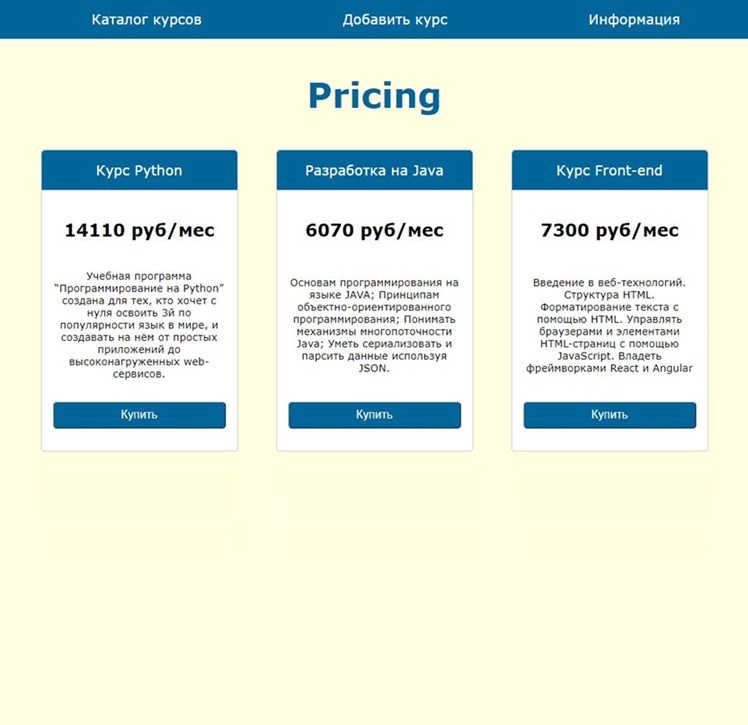 Каталог курсов
Добавить курс
Информация
Pricing
Курс Python
14110 руб/мес
Учебная программа
“Программирование на Python”
создана для тех, кто хочет с
нуля освоить 3й по
популярности язык в мире, и
создавать на нём от простых
приложений до
высоконагруженных web-
сервисов.
Купить
Разработка на Java
6070 руб/мес
Основам программирования на
языке JAVA; Принципам
объектно-ориентированного
программирования; Понимать
механизмы многопоточности
Java; Уметь сериализовать и
парсить данные используя
JSON.
Купить
Курс Front-end
7300 руб/мес
Введение в веб-технологий.
Структура HTML.
Форматирование текста с
помощью HTML. Управлять
браузерами и элементами
HTML-страниц с помощью
JavaScript. Владеть
фреймворками React и Angular
Купить